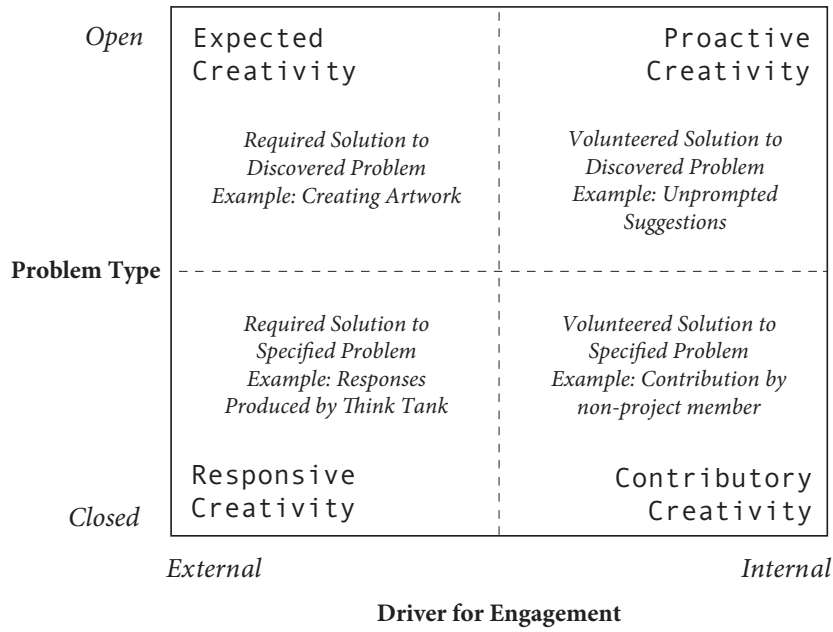 Open
Expected
Creativity
Proactive
Creativity
Required Solution to
Discovered Problem
Example: Creating Artwork
Volunteered Solution to
Discovered Problem
Example: Unprompted
Suggestions
Problem Type
Required Solution to
Specified Problem
Example: Responses
Produced by Think Tank
Volunteered Solution to
Specified Problem
Example: Contribution by
non-project member
Responsive
Creativity
Contributory
Creativity
Closed
External
Internal
Driver for Engagement